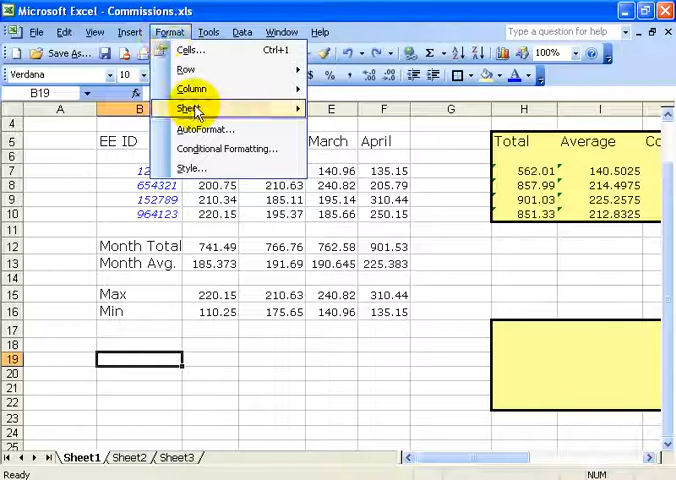 Microsoft Excel - Commissions.xls
File Edit View Insert Format Tools Data Window Help Type a question for help
Save As... Σ 100%
Verdana 10 $ % A
B19 fx
Cells... Ctrl+1
Row
Column
Sheet
AutoFormat...
Conditional Formatting...
Style...
A B G H I
4
5 EE ID March April Total Average Co
7 12 140.96 135.15 562.01 140.5025
8 654321 200.75 210.63 240.82 205.79 857.99 214.4975
9 152789 210.34 185.11 195.14 310.44 901.03 225.2575
10 964123 220.15 195.37 185.66 250.15 851.33 212.8325
11
12 Month Total 741.49 766.76 762.58 901.53
13 Month Avg. 185.373 191.69 190.645 225.383
14
15 Max 220.15 210.63 240.82 310.44
16 Min 110.25 175.65 140.96 135.15
17
18
19
20
21
22
23
24
25
Sheet1 Sheet2 Sheet3
Ready NUM